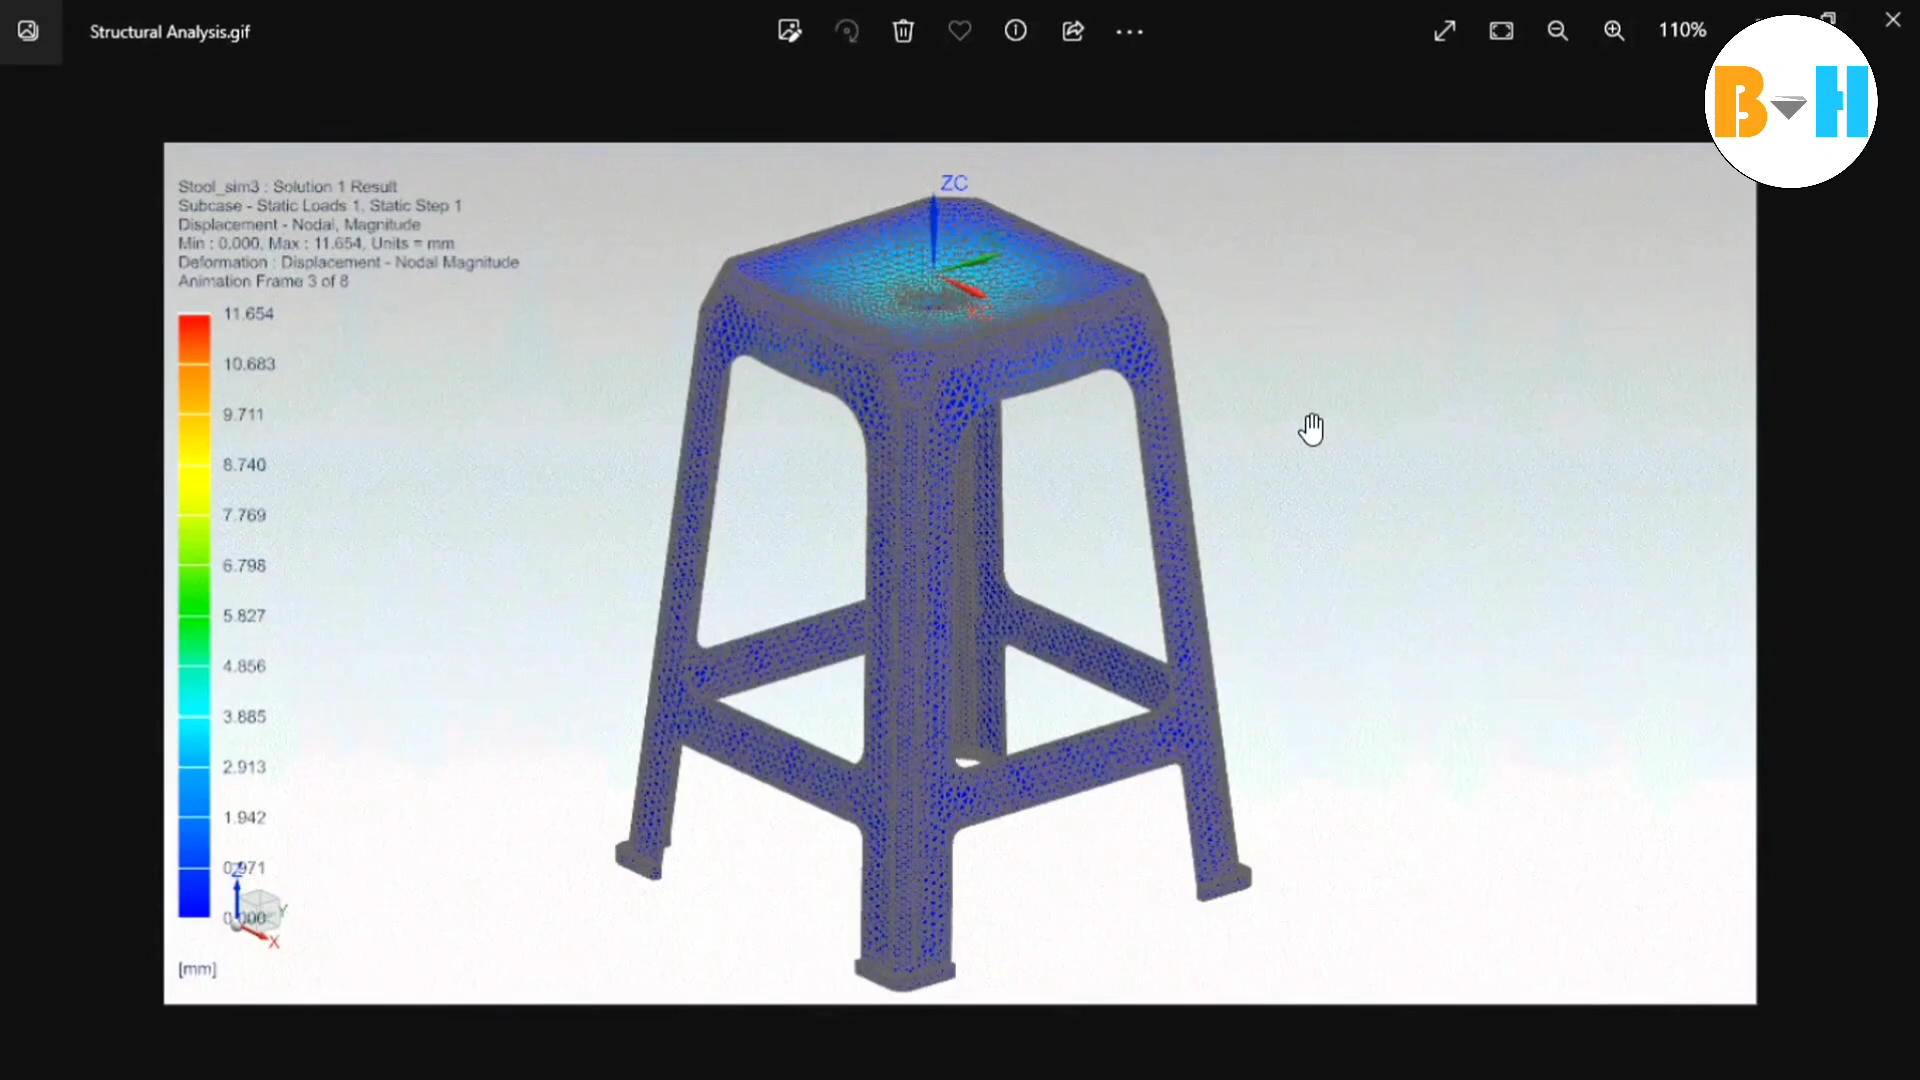 Structural Analysis.gif
110%
B H
Stool_sim3 : Solution 1 Result
Subcase - Static Loads 1, Static Step 1
Displacement - Nodal, Magnitude
Min : 0.000, Max : 11.654, Units = mm
Deformation : Displacement - Nodal Magnitude
Animation Frame 3 of 8
ZC
11.654
10.683
9.711
8.740
7.769
6.798
5.827
4.856
3.885
2.913
1.942
0.971
0.000
Z
Y
X
[mm]